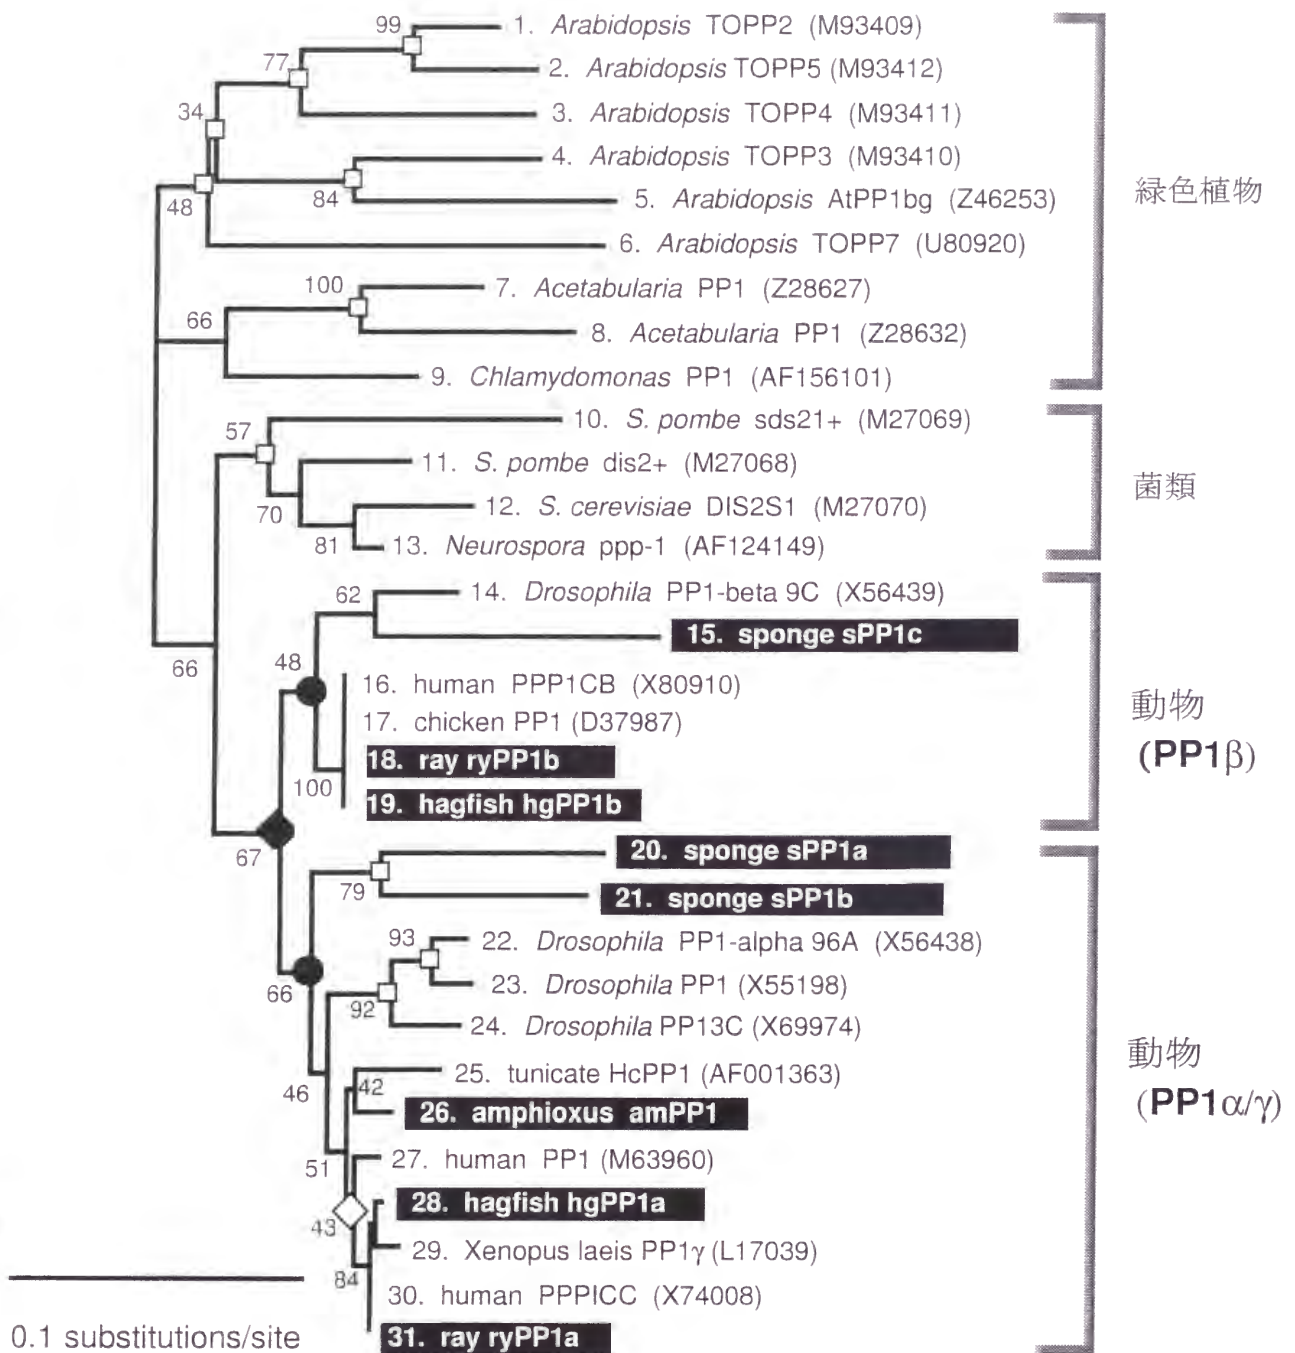 99
1. Arabidopsis TOPP2 (M93409)
77
2. Arabidopsis TOPP5 (M93412)
34
3. Arabidopsis TOPP4 (M93411)
4. Arabidopsis TOPP3 (M93410)
48
84
5. Arabidopsis AtPP1bg (Z46253)
緑色植物
6. Arabidopsis TOPP7 (U80920)
100
7. Acetabularia PP1 (Z28627)
66
8. Acetabularia PP1 (Z28632)
9. Chlamydomonas PP1 (AF156101)
57
10. S. pombe sds21+ (M27069)
11. S. pombe dis2+ (M27068)
菌類
70
12. S. cerevisiae DIS2S1 (M27070)
81
13. Neurospora ppp-1 (AF124149)
62
14. Drosophila PP1-beta 9C (X56439)
15. sponge sPP1c
66
48
16. human PPP1CB (X80910)
17. chicken PP1 (D37987)
動物
(PP1β)
18. ray ryPP1b
100
19. hagfish hgPP1b
67
20. sponge sPP1a
79
21. sponge sPP1b
93
22. Drosophila PP1-alpha 96A (X56438)
66
23. Drosophila PP1 (X55198)
92
24. Drosophila PP13C (X69974)
動物
(PP1α/γ)
46
42
25. tunicate HcPP1 (AF001363)
26. amphioxus amPP1
51
27. human PP1 (M63960)
28. hagfish hgPP1a
43
29. Xenopus laeis PP1γ (L17039)
84
30. human PPPICC (X74008)
31. ray ryPP1a
0.1 substitutions/site